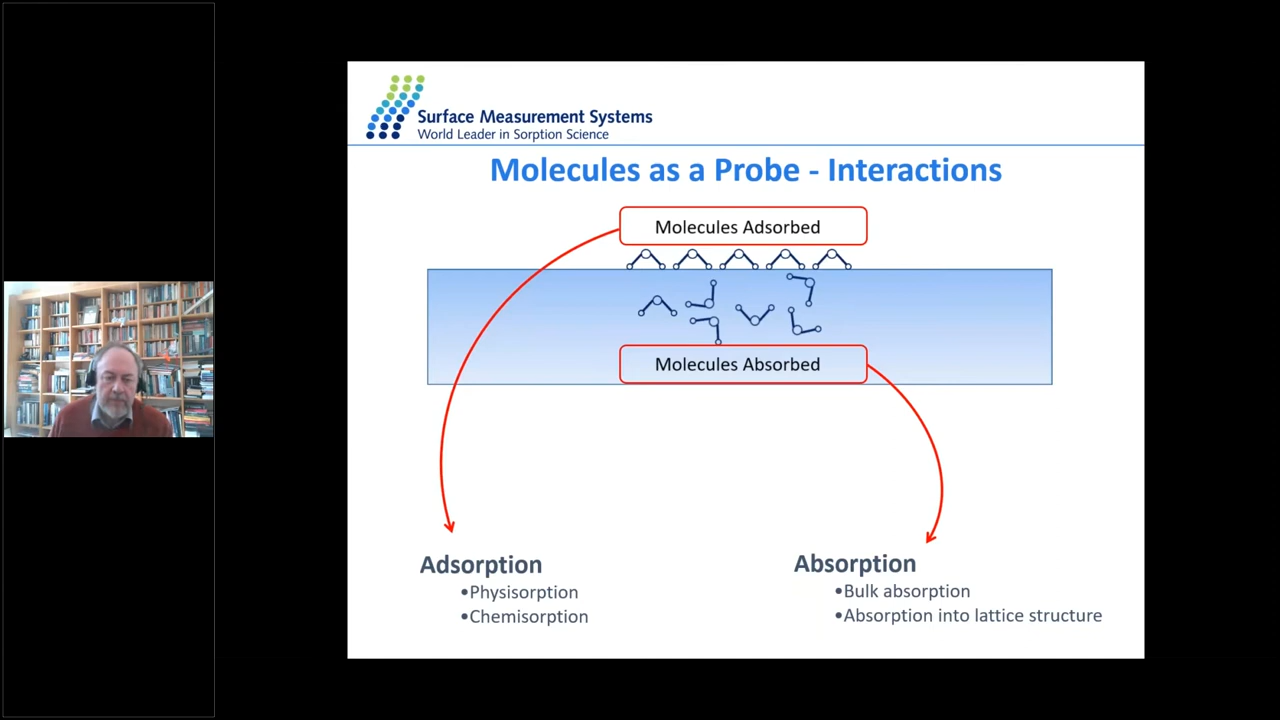 Surface Measurement Systems
World Leader in Sorption Science
Molecules as a Probe - Interactions
Molecules Adsorbed
Molecules Absorbed
Adsorption
•Physisorption
•Chemisorption
Absorption
•Bulk absorption
•Absorption into lattice structure